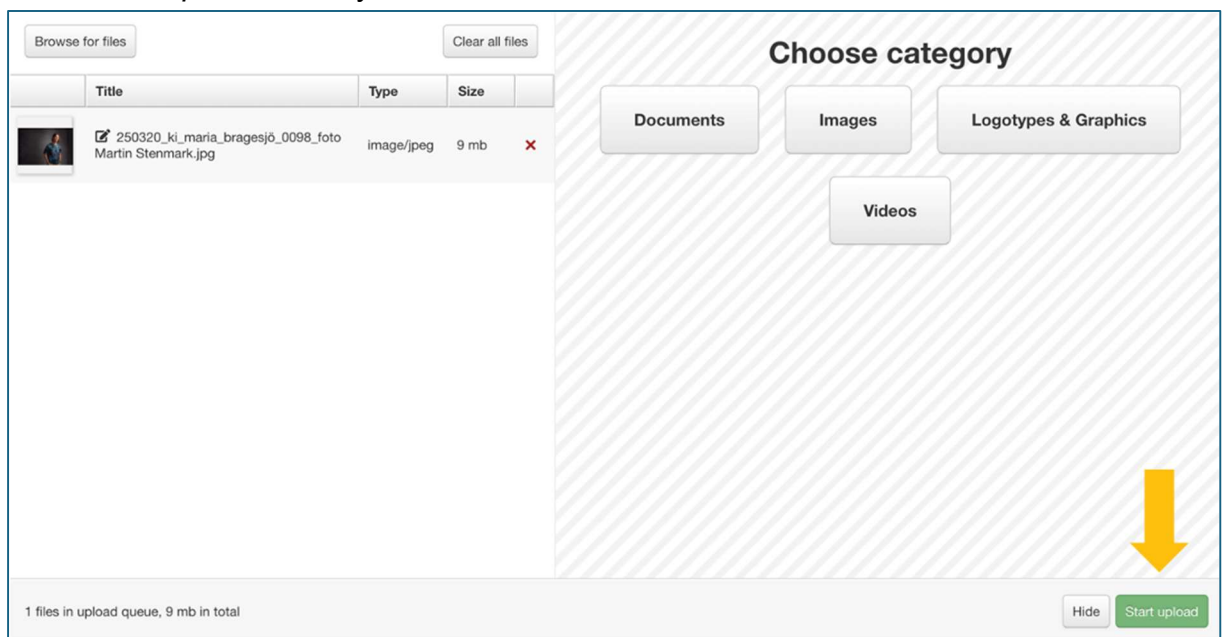 Browse for files
Clear all files
Title Type Size
250320_ki_maria_bragesjö_0098_foto
Martin Stenmark.jpg
image/jpeg 9 mb
Choose category
Documents Images Logotypes & Graphics
Videos
1 files in upload queue, 9 mb in total
Hide Start upload